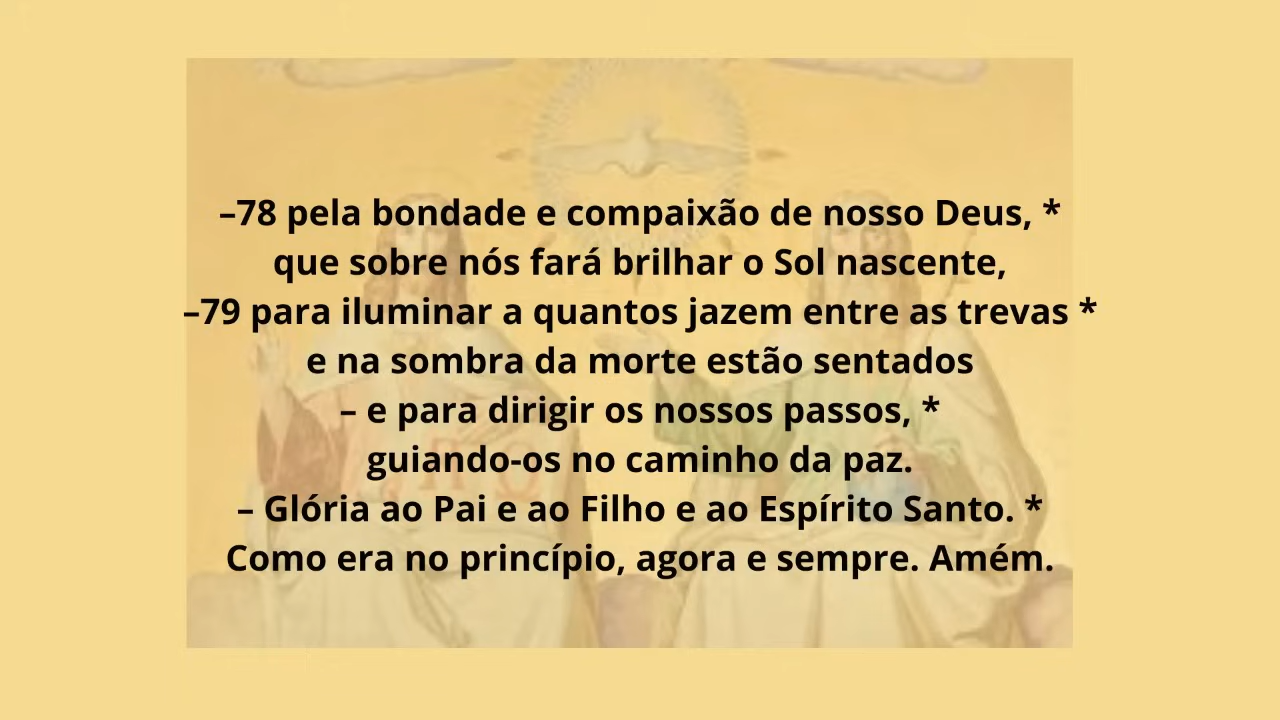 –78 pela bondade e compaixão de nosso Deus, *
que sobre nós fará brilhar o Sol nascente,
–79 para iluminar a quantos jazem entre as trevas *
e na sombra da morte estão sentados
– e para dirigir os nossos passos, *
guiando-os no caminho da paz.
– Glória ao Pai e ao Filho e ao Espírito Santo. *
Como era no princípio, agora e sempre. Amém.